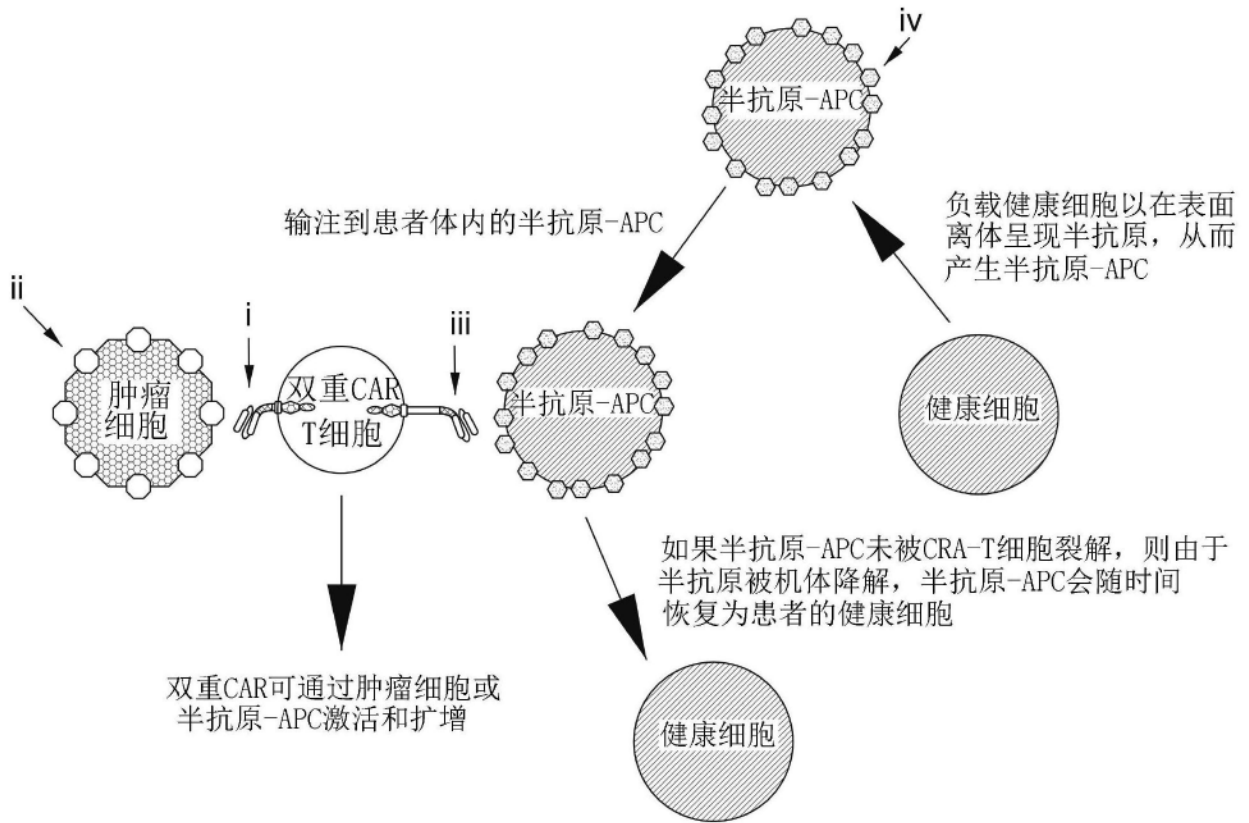 iv
半抗原-APC
输注到患者体内的半抗原-APC
负载健康细胞以在表面
离体呈现半抗原，从而
产生半抗原-APC
ii
i
iii
肿瘤
细胞
双重CAR
T细胞
半抗原-APC
健康细胞
如果半抗原-APC未被CRA-T细胞裂解，则由于
半抗原被机体降解，半抗原-APC会随时间
恢复为患者的健康细胞
双重CAR可通过肿瘤细胞或
半抗原-APC激活和扩增
健康细胞